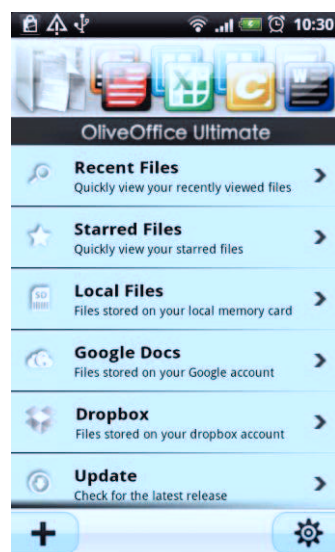 10:30
OliveOffice Ultimate
Recent Files
Quickly view your recently viewed files
Starred Files
Quickly view your starred files
SD
Local Files
Files stored on your local memory card
Google Docs
Files stored on your Google account
Dropbox
Files stored on your dropbox account
Update
Check for the latest release